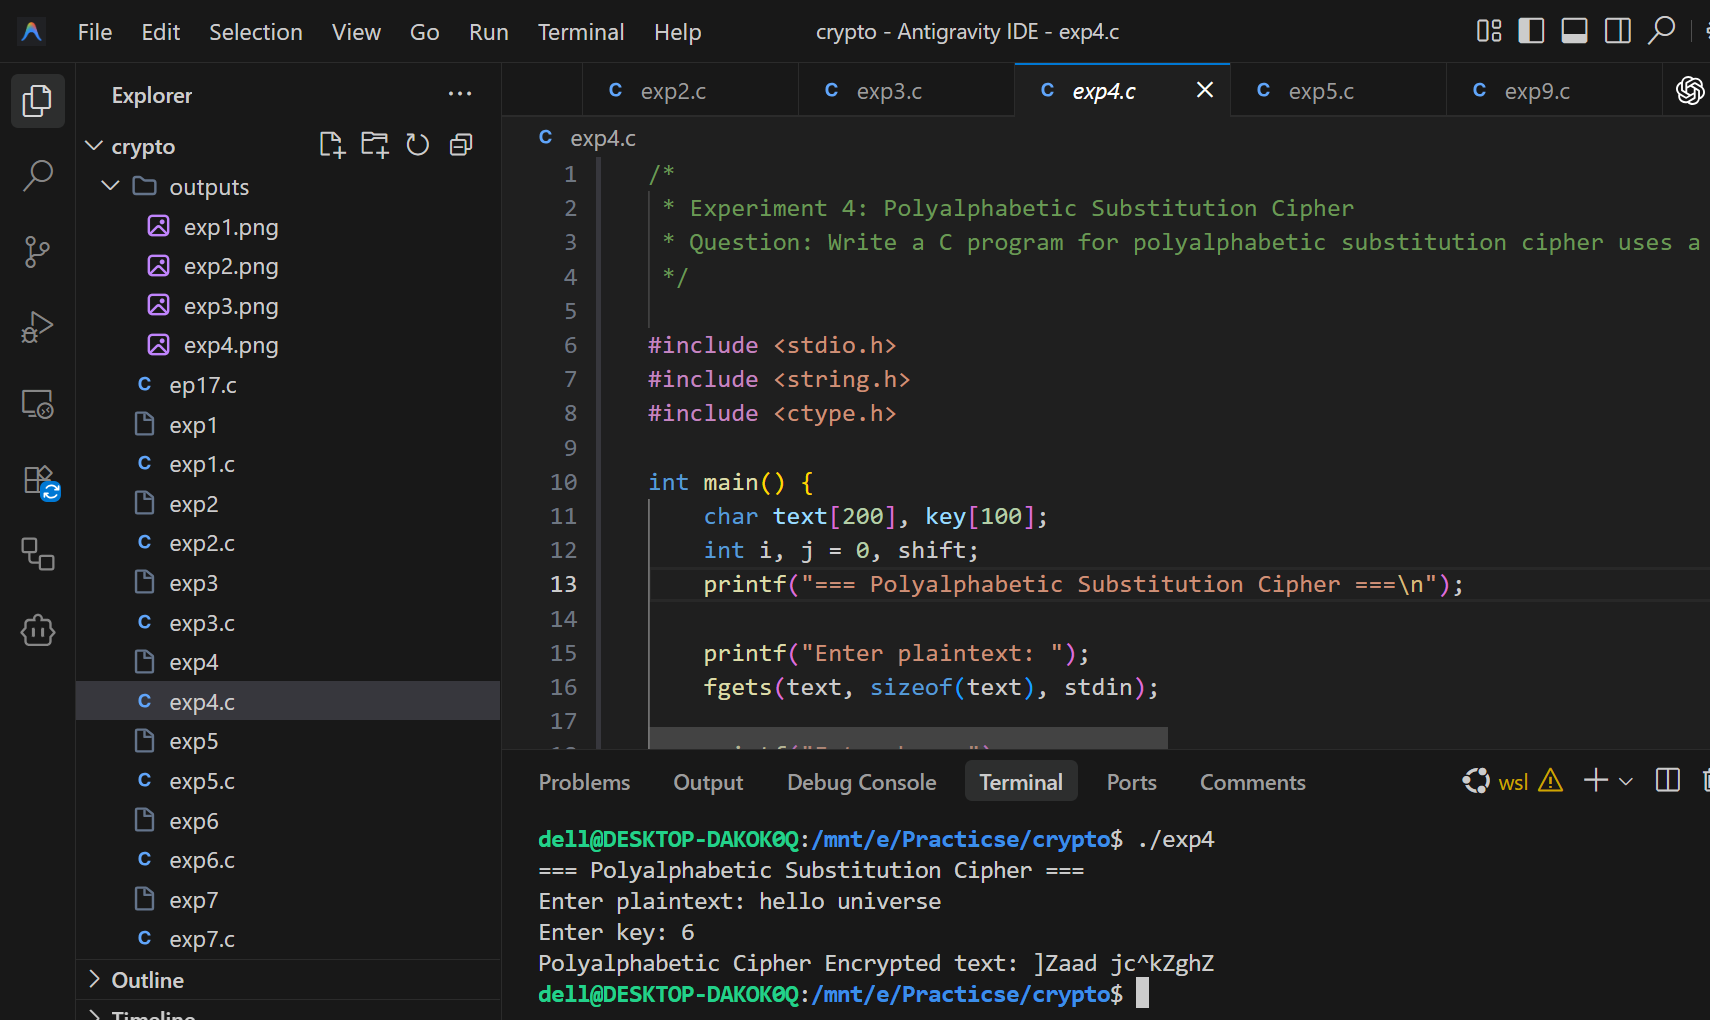 File Edit Selection View Go Run Terminal Help
crypto - Antigravity IDE - exp4.c
Explorer
crypto
outputs
exp1.png
exp2.png
exp3.png
exp4.png
C ep17.c
exp1
C exp1.c
exp2
C exp2.c
exp3
C exp3.c
exp4
C exp4.c
exp5
C exp5.c
exp6
C exp6.c
exp7
C exp7.c
Outline
Timeline
C exp2.c C exp3.c C exp4.c C exp5.c C exp9.c
C exp4.c
1 /*
2 * Experiment 4: Polyalphabetic Substitution Cipher
3 * Question: Write a C program for polyalphabetic substitution cipher uses a
4 */
5
6 #include <stdio.h>
7 #include <string.h>
8 #include <ctype.h>
9
10 int main() {
11 char text[200], key[100];
12 int i, j = 0, shift;
13 printf("=== Polyalphabetic Substitution Cipher ===\n");
14
15 printf("Enter plaintext: ");
16 fgets(text, sizeof(text), stdin);
17
Problems Output Debug Console Terminal Ports Comments
wsl
dell@DESKTOP-DAKOK0Q:/mnt/e/Practicse/crypto$ ./exp4
=== Polyalphabetic Substitution Cipher ===
Enter plaintext: hello universe
Enter key: 6
Polyalphabetic Cipher Encrypted text: ]Zaad jc^kZghZ
dell@DESKTOP-DAKOK0Q:/mnt/e/Practicse/crypto$